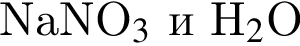 NaNO₃ и H₂O